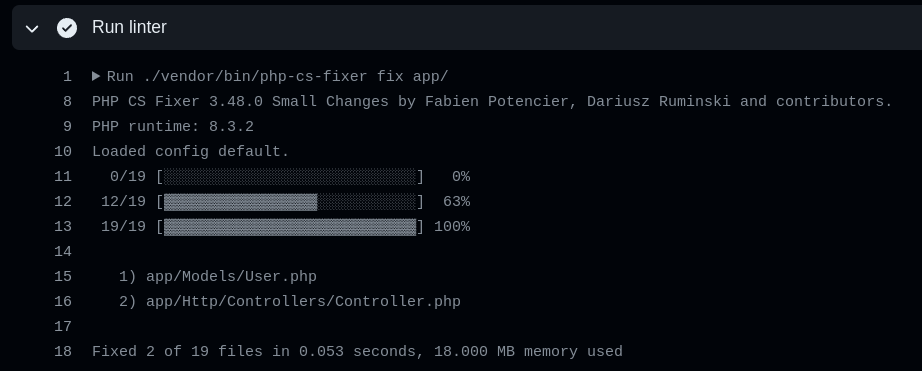 Run linter
1 Run ./vendor/bin/php-cs-fixer fix app/
8 PHP CS Fixer 3.48.0 Small Changes by Fabien Potencier, Dariusz Ruminski and contributors.
9 PHP runtime: 8.3.2
10 Loaded config default.
11 0/19 [░░░░░░░░░░░░░░░░░░░░░░░░░░░░] 0%
12 12/19 [▓▓▓▓▓▓▓▓▓▓▓▓▓▓▓▓▓░░░░░░░░░░░] 63%
13 19/19 [▓▓▓▓▓▓▓▓▓▓▓▓▓▓▓▓▓▓▓▓▓▓▓▓▓▓▓▓] 100%
14
15 1) app/Models/User.php
16 2) app/Http/Controllers/Controller.php
17
18 Fixed 2 of 19 files in 0.053 seconds, 18.000 MB memory used